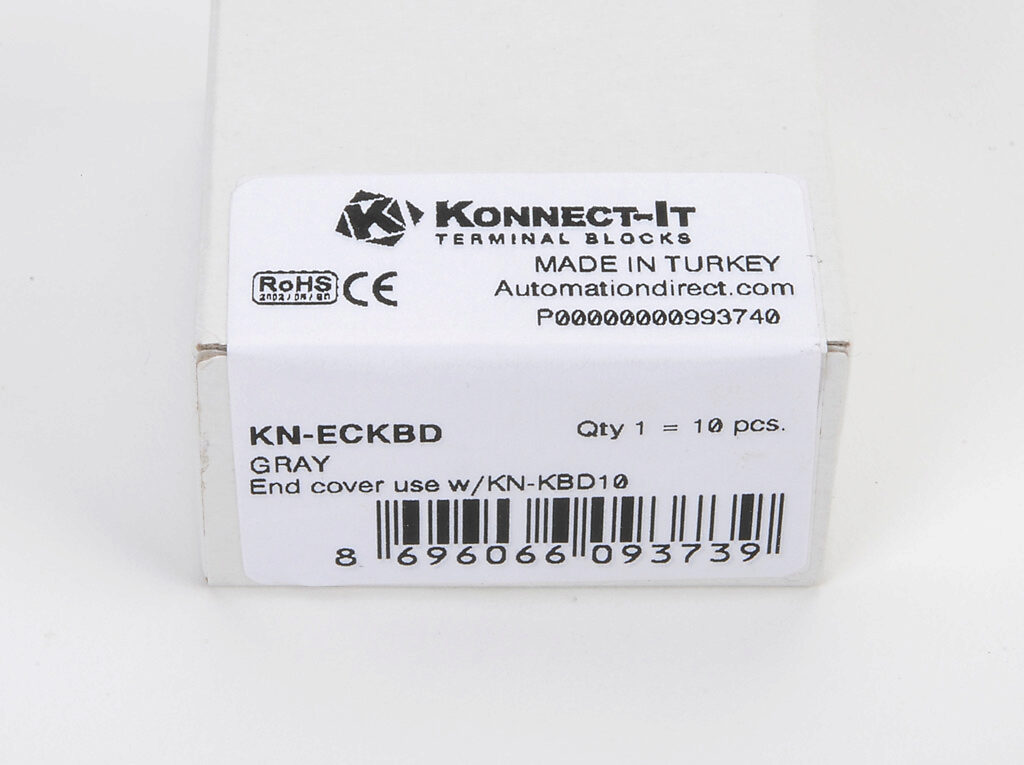 KONNECT-IT
TERMINAL BLOCKS
MADE IN TURKEY
RoHS CE Automationdirect.com
P00000000993740
KN-ECKBD Qty 1 = 10 pcs.
GRAY
End cover use w/KN-KBD10
8 696066 093739